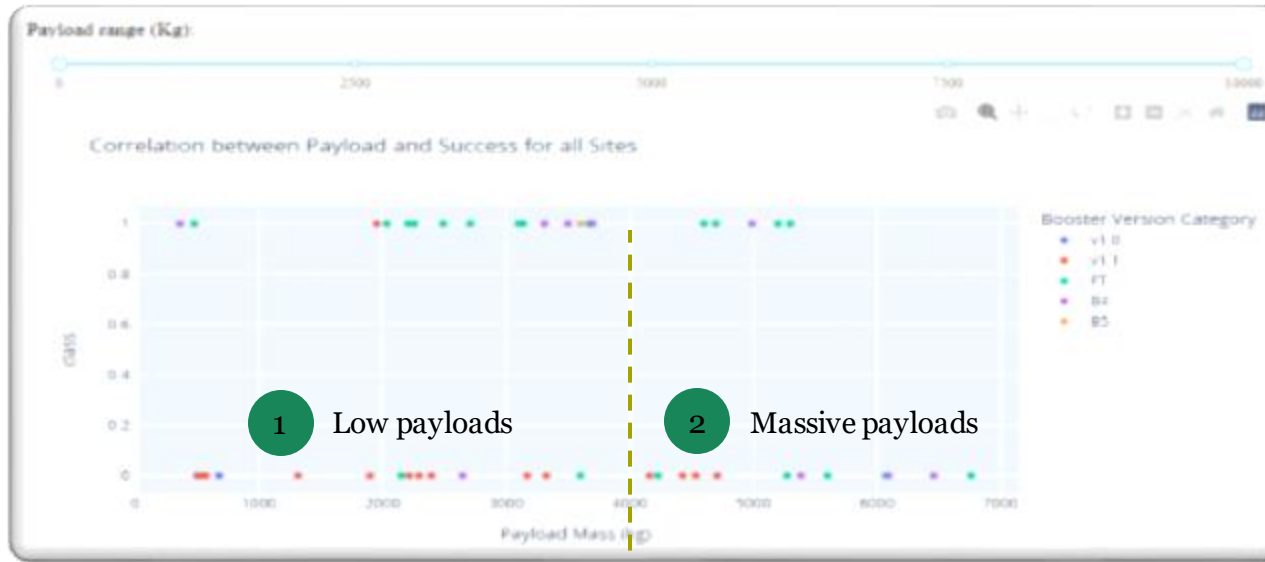 Payload range (Kg):
0 2500 5000 7500 10000
Correlation between Payload and Success for all Sites
1
0.8
0.6
0.4
0.2
0
class
0 1000 2000 3000 4000 5000 6000 7000
Payload Mass (kg)
Booster Version Category
v1.0
v1.1
FT
B4
B5
1 Low payloads
2 Massive payloads